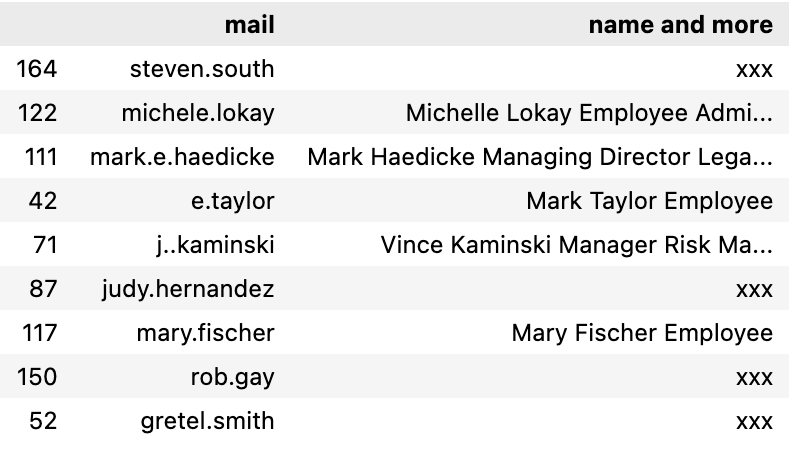 mail name and more
164 steven.south xxx
122 michele.lokay Michelle Lokay Employee Admi...
111 mark.e.haedicke Mark Haedicke Managing Director Lega...
42 e.taylor Mark Taylor Employee
71 j..kaminski Vince Kaminski Manager Risk Ma...
87 judy.hernandez xxx
117 mary.fischer Mary Fischer Employee
150 rob.gay xxx
52 gretel.smith xxx